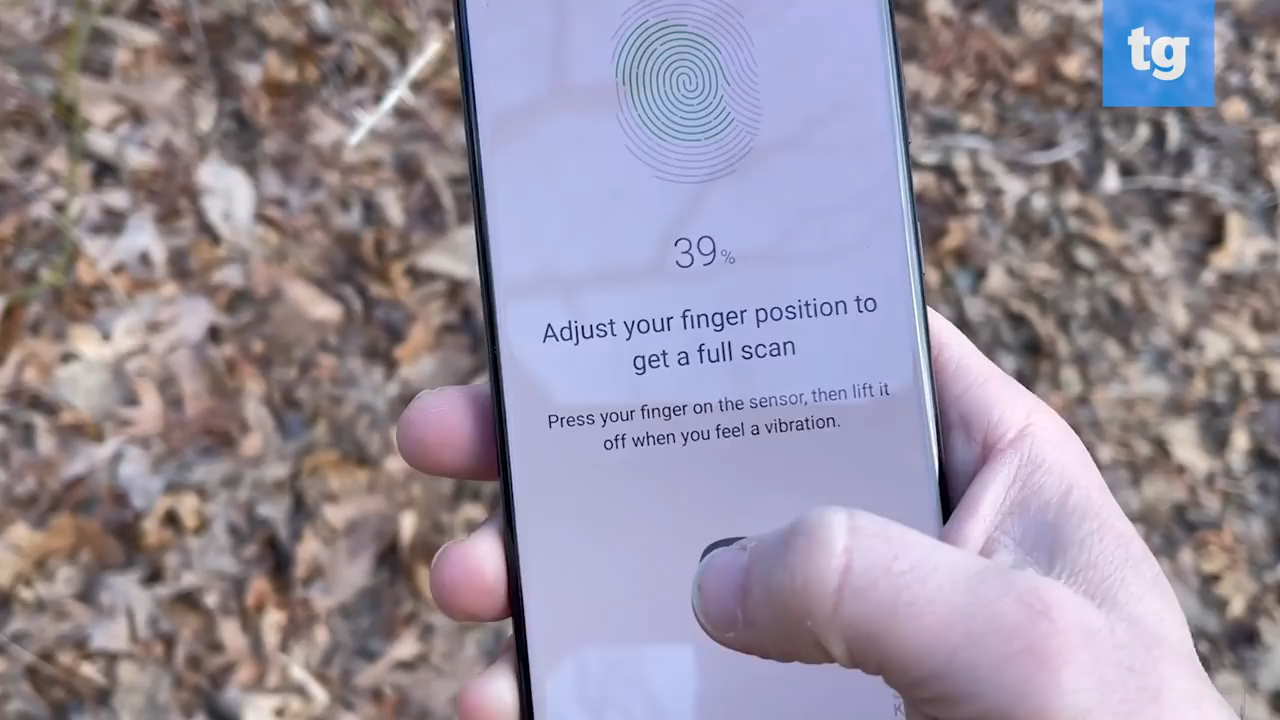 tg
39%
Adjust your finger position to
get a full scan
Press your finger on the sensor, then lift it
off when you feel a vibration.